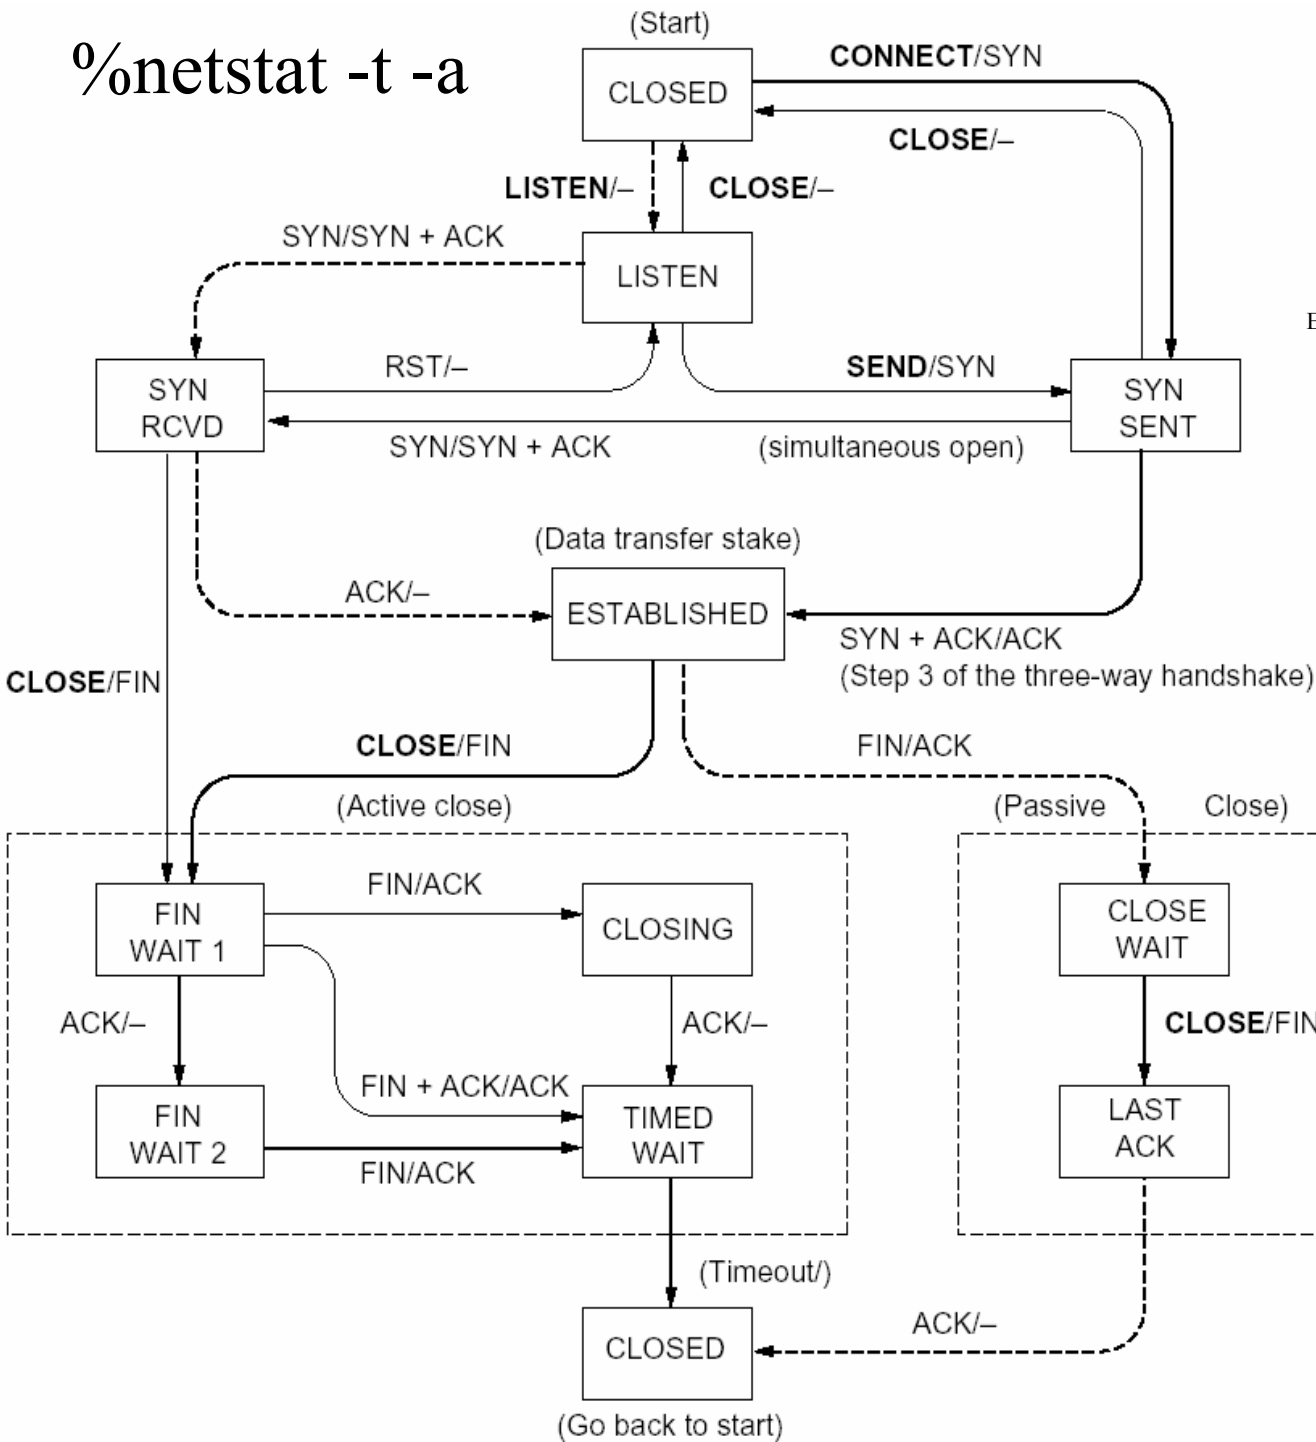 (Start)
%netstat -t -a
CONNECT/SYN
CLOSED
CLOSE/–
LISTEN/–
CLOSE/–
SYN/SYN + ACK
LISTEN
E
RST/–
SEND/SYN
SYN
RCVD
SYN
SENT
SYN/SYN + ACK
(simultaneous open)
(Data transfer stake)
ACK/–
ESTABLISHED
SYN + ACK/ACK
(Step 3 of the three-way handshake)
CLOSE/FIN
CLOSE/FIN
FIN/ACK
(Active close)
(Passive Close)
FIN/ACK
FIN
WAIT 1
CLOSING
CLOSE
WAIT
ACK/–
ACK/–
CLOSE/FIN
FIN + ACK/ACK
FIN
WAIT 2
TIMED
WAIT
LAST
ACK
FIN/ACK
(Timeout/)
ACK/–
CLOSED
(Go back to start)